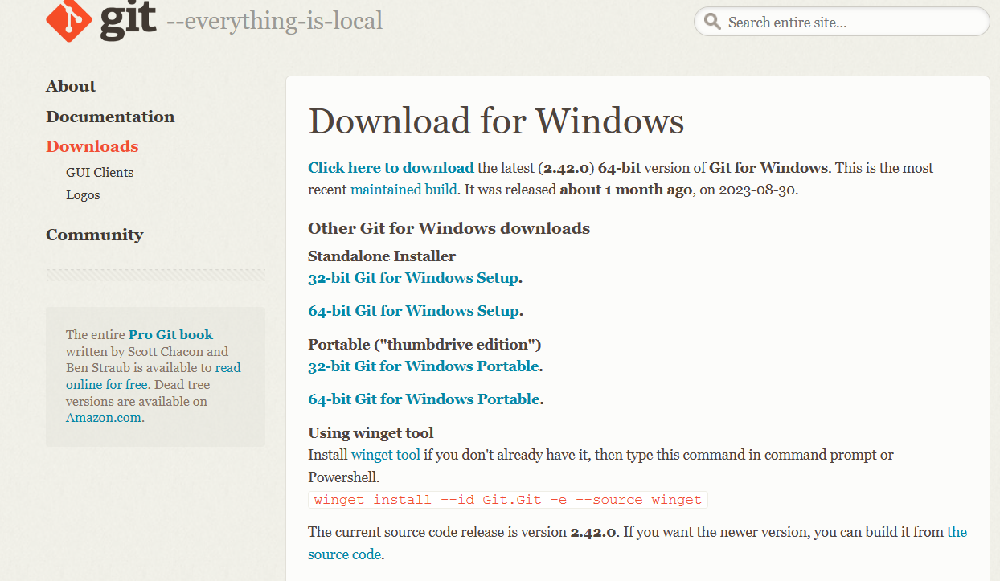 git --everything-is-local
Search entire site...
About
Documentation
Downloads
GUI Clients
Logos
Community
The entire Pro Git book
written by Scott Chacon and
Ben Straub is available to read
online for free. Dead tree
versions are available on
Amazon.com.
Download for Windows
Click here to download the latest (2.42.0) 64-bit version of Git for Windows. This is the most
recent maintained build. It was released about 1 month ago, on 2023-08-30.
Other Git for Windows downloads
Standalone Installer
32-bit Git for Windows Setup.
64-bit Git for Windows Setup.
Portable ("thumbdrive edition")
32-bit Git for Windows Portable.
64-bit Git for Windows Portable.
Using winget tool
Install winget tool if you don't already have it, then type this command in command prompt or
Powershell.
winget install --id Git.Git -e --source winget
The current source code release is version 2.42.0. If you want the newer version, you can build it from the
source code.